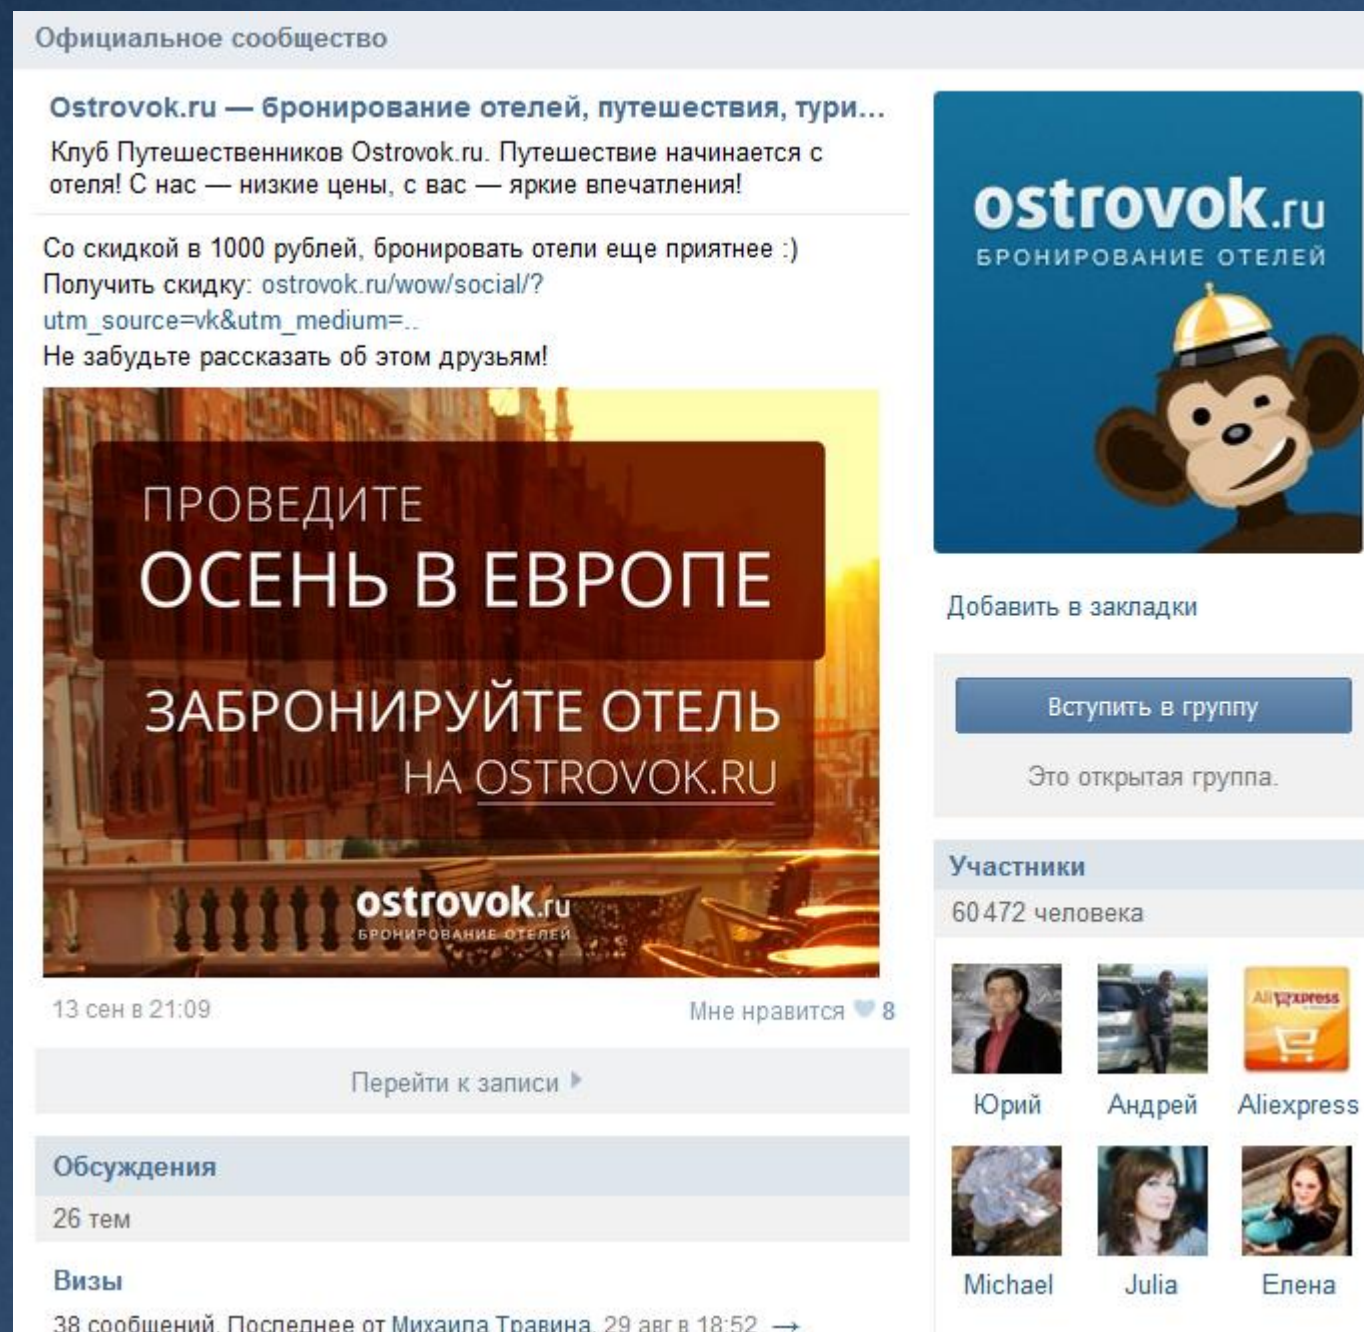 Официальное сообщество
Ostrovok.ru — бронирование отелей, путешествия, тури...
Клуб Путешественников Ostrovok.ru. Путешествие начинается с
отеля! С нас — низкие цены, с вас — яркие впечатления!
Со скидкой в 1000 рублей, бронировать отели еще приятнее :)
Получить скидку: ostrovok.ru/wow/social/?
utm_source=vk&utm_medium=..
Не забудьте рассказать об этом друзьям!
ПРОВЕДИТЕ
ОСЕНЬ В ЕВРОПЕ
ЗАБРОНИРУЙТЕ ОТЕЛЬ
НА OSTROVOK.RU
ostrovok.ru
БРОНИРОВАНИЕ ОТЕЛЕЙ
13 сен в 21:09
Мне нравится 8
Перейти к записи
Обсуждения
26 тем
Визы
38 сообщений. Последнее от Михаила Травина, 29 авг в 18:52 →
ostrovok.ru
БРОНИРОВАНИЕ ОТЕЛЕЙ
Добавить в закладки
Вступить в группу
Это открытая группа.
Участники
60 472 человека
AliExpress
Юрий Андрей Aliexpress
Michael Julia Елена